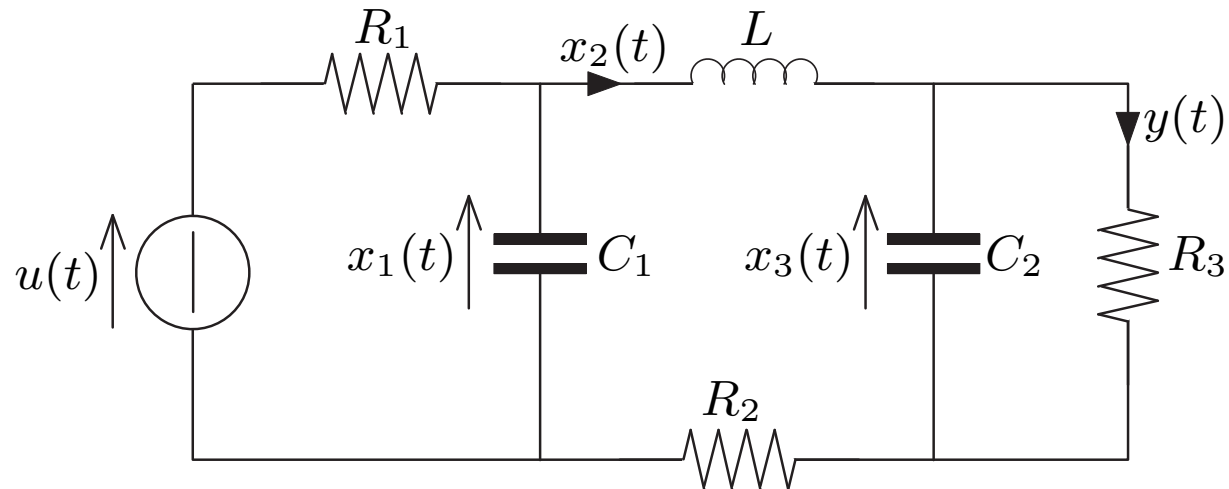 R₁
x₂(t)
L
y(t)
u(t)
x₁(t)
C₁
x₃(t)
C₂
R₃
R₂